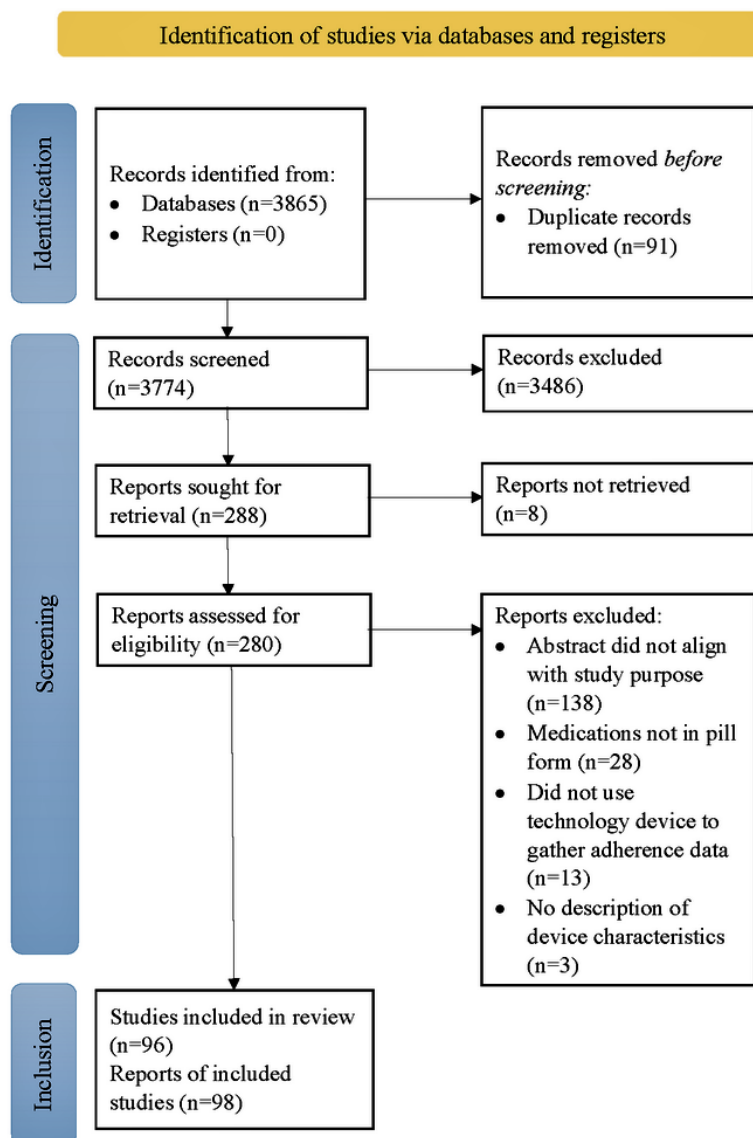 Identification of studies via databases and registers
Identification
Records identified from:
• Databases (n=3865)
• Registers (n=0)
Records removed before
screening:
• Duplicate records
removed (n=91)
Screening
Records screened
(n=3774)
Records excluded
(n=3486)
Reports sought for
retrieval (n=288)
Reports not retrieved
(n=8)
Reports assessed for
eligibility (n=280)
Reports excluded:
• Abstract did not align
with study purpose
(n=138)
• Medications not in pill
form (n=28)
• Did not use
technology device to
gather adherence data
(n=13)
• No description of
device characteristics
(n=3)
Inclusion
Studies included in review
(n=96)
Reports of included
studies (n=98)